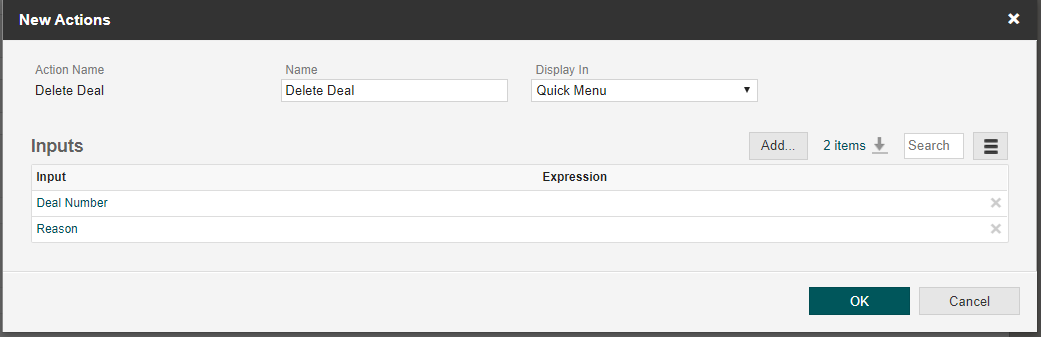 New Actions
Action Name Name Display In
Delete Deal Delete Deal Quick Menu
Inputs Add... 2 items Search
Input Expression
Deal Number
Reason
OK Cancel